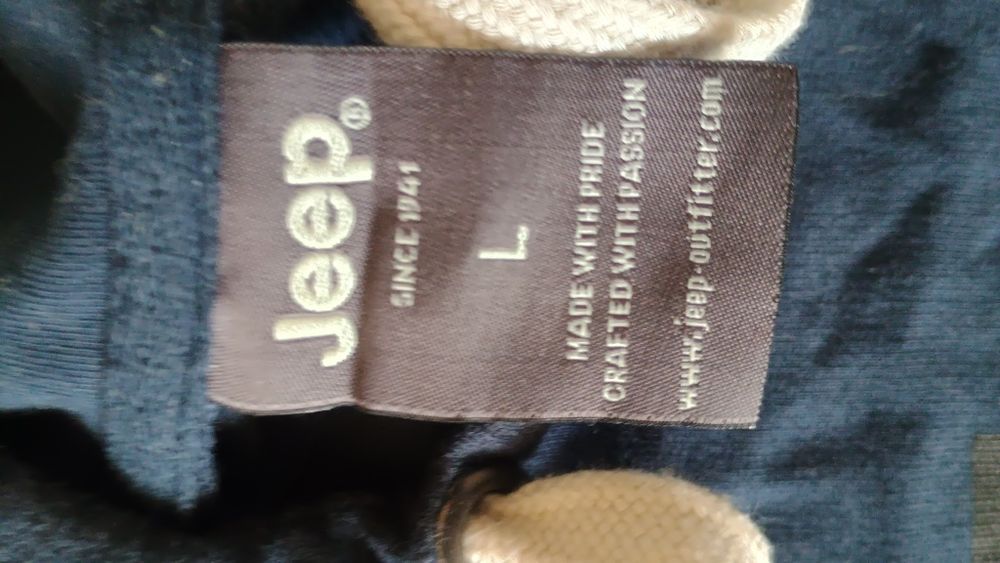 Jeep®
SINCE 1941
L
MADE WITH PRIDE
CRAFTED WITH PASSION
www.jeep-outfitter.com